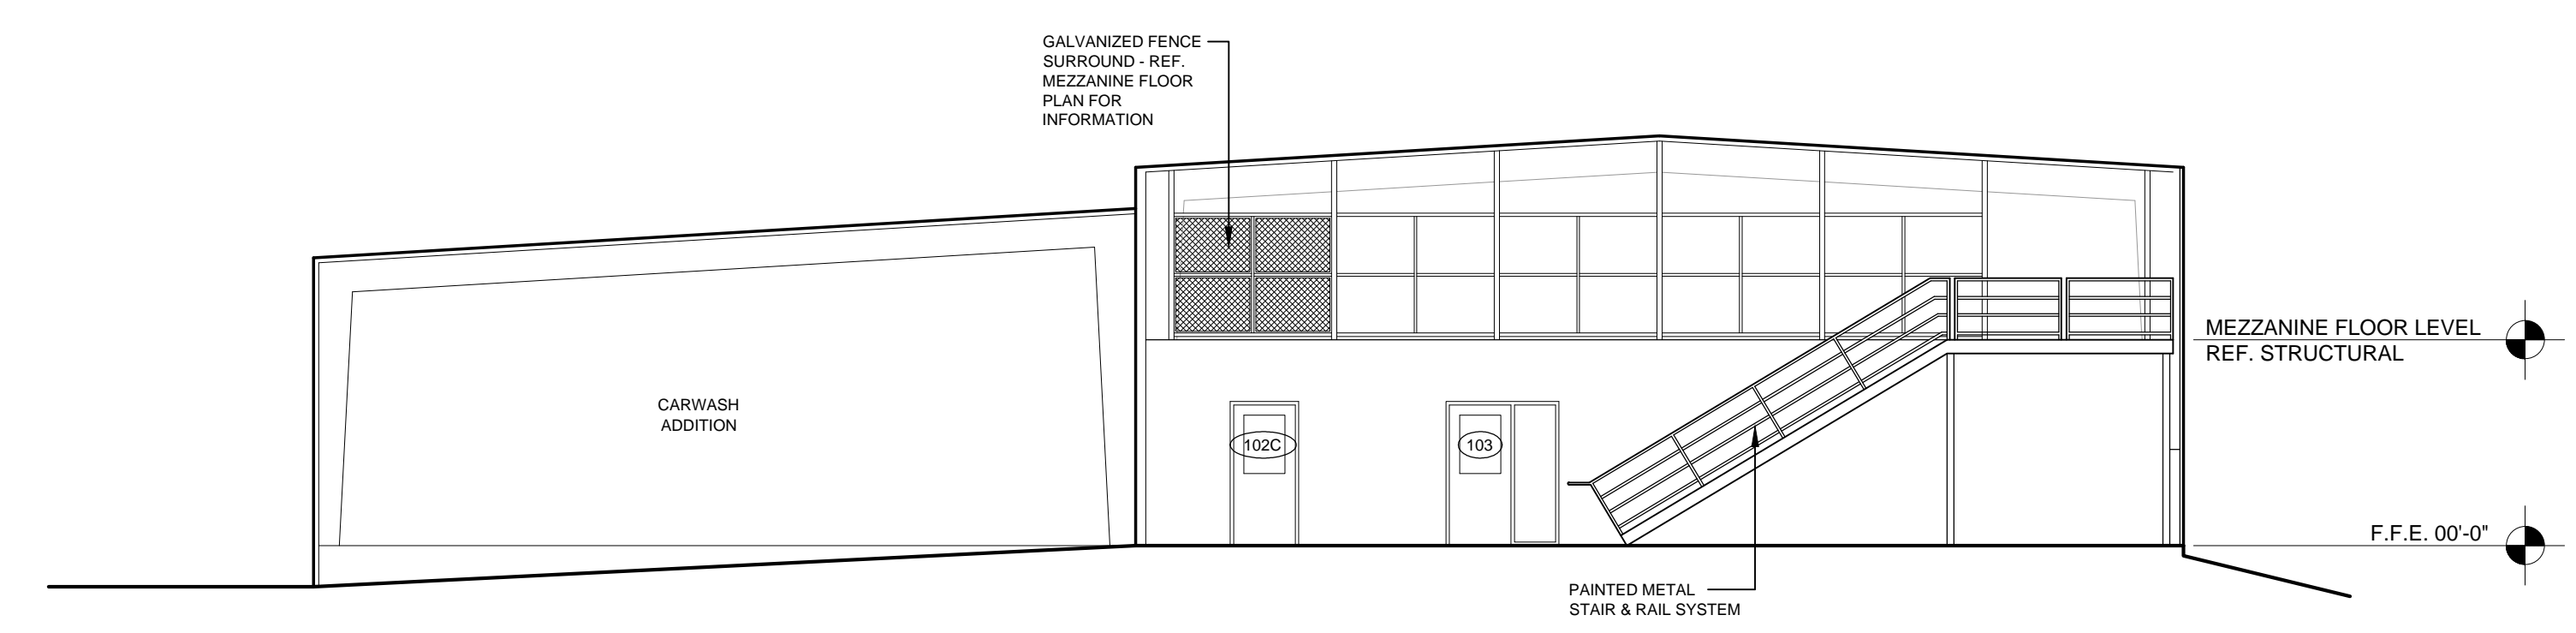 GALVANIZED FENCE
SURROUND - REF.
MEZZANINE FLOOR
PLAN FOR
INFORMATION
MEZZANINE FLOOR LEVEL
REF. STRUCTURAL
CARWASH
ADDITION
102C
103
F.F.E. 00'-0"
PAINTED METAL
STAIR & RAIL SYSTEM